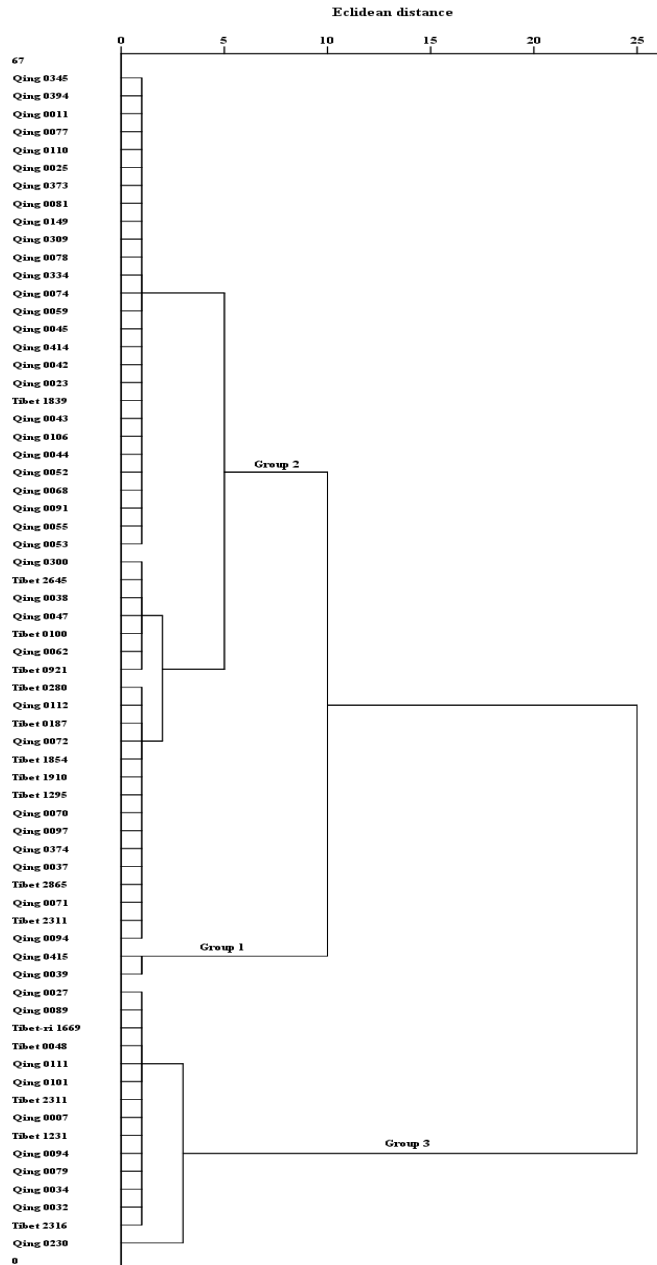 Eclidean distance
0 5 10 15 20 25
67
Qing 0345
Qing 0394
Qing 0011
Qing 0077
Qing 0110
Qing 0025
Qing 0373
Qing 0081
Qing 0149
Qing 0309
Qing 0078
Qing 0334
Qing 0074
Qing 0059
Qing 0045
Qing 0414
Qing 0042
Qing 0023
Tibet 1839
Qing 0043
Qing 0106
Qing 0044
Group 2
Qing 0052
Qing 0068
Qing 0091
Qing 0055
Qing 0053
Qing 0300
Tibet 2645
Qing 0038
Qing 0047
Tibet 0100
Qing 0062
Tibet 0921
Tibet 0280
Qing 0112
Tibet 0187
Qing 0072
Tibet 1854
Tibet 1910
Tibet 1295
Qing 0070
Qing 0097
Qing 0374
Qing 0037
Tibet 2865
Qing 0071
Tibet 2311
Qing 0094
Group 1
Qing 0415
Qing 0039
Qing 0027
Qing 0089
Tibet-ri 1669
Tibet 0048
Qing 0111
Qing 0101
Tibet 2311
Qing 0007
Tibet 1231
Group 3
Qing 0094
Qing 0079
Qing 0034
Qing 0032
Tibet 2316
Qing 0230
0